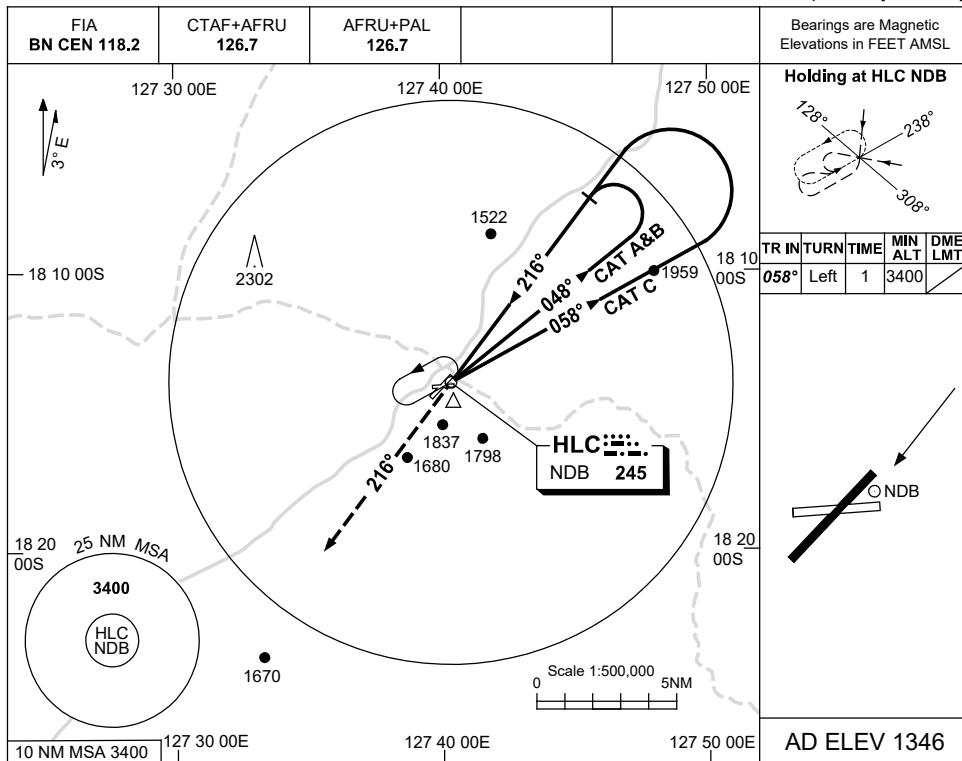 FIA
BN CEN 118.2
CTAF+AFRU
126.7
AFRU+PAL
126.7
Bearings are Magnetic
Elevations in FEET AMSL
127 30 00E
127 40 00E
127 50 00E
Holding at HLC NDB
128°
238°
308°
3° E
1522
2302
18 10 00S
18 10
00S
216°
048°
CAT A&B
058°
CAT C
1959
TR IN TURN TIME MIN ALT DME LMT
058° Left 1 3400
1837
1798
1680
216°
HLC
NDB 245
NDB
18 20
00S
18 20
00S
25 NM MSA
3400
HLC
NDB
1670
Scale 1:500,000
0 5NM
10 NM MSA 3400
127 30 00E
127 40 00E
127 50 00E
AD ELEV 1346